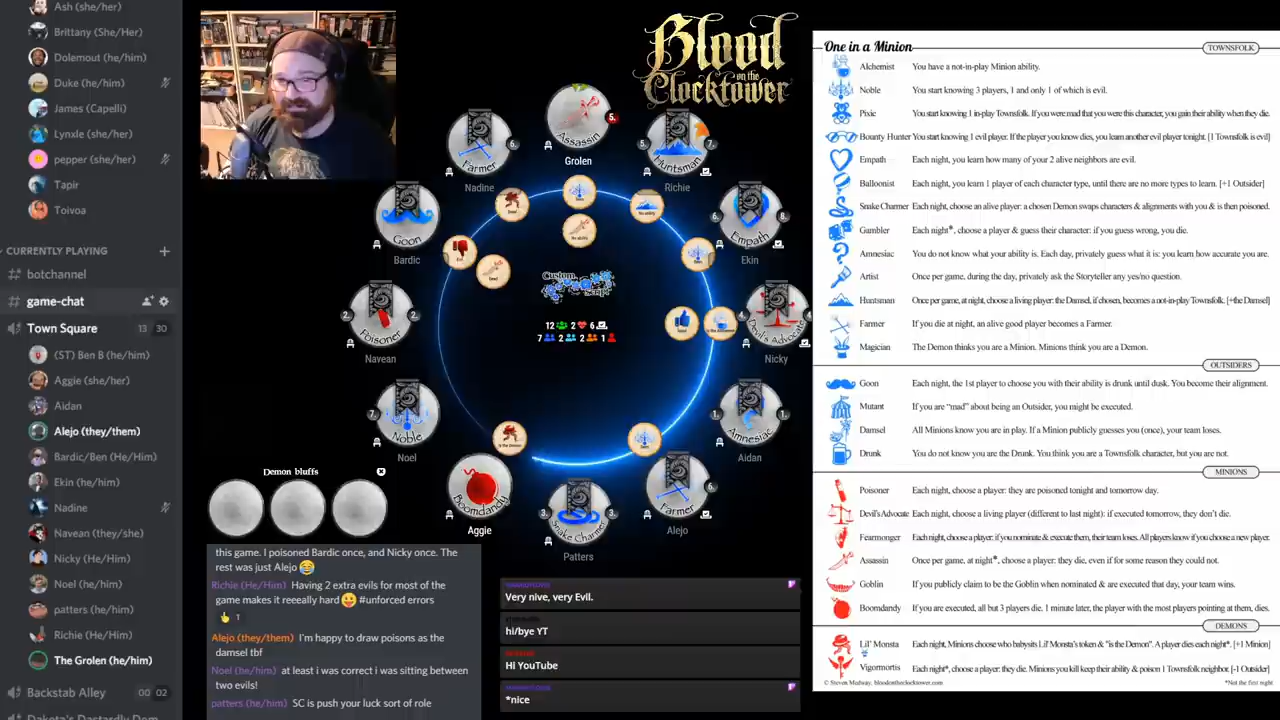 Ash (she/her)
Brittany (She/Her)
Dolemout (he/him)
James (Capelli)
Lynxle (she/her)
pepper (she/her)
Tapir
Toivoa
CURRENTLY PLAYING
botchannel
game-chat
Town Square 13 30
(ST) Ben B (he/him)
Aggie (she/her)
Aidan
Alejo (they/them)
Bardic/Ben (He/Him)
Ekin (he/him)
Nadine
Navean (they/she)
Nicky (He/Him)
Noel (he/him)
patters (he/him)
Richie (He/Him)
The Grolen (he/him)
Blood
on the
Clocktower
Assassin
Grolen
Farmer
Nadine
Huntsman
Richie
Goon
Bardic
Empath
Ekin
Poisoner
Navean
Devil's Advocate
Nicky
Noble
Noel
Amnesiac
Aidan
Boomdandy
Aggie
Snake Charmer
Patters
Farmer
Alejo
12 2 6
7 2 2 1
Demon bluffs
this game. I poisoned Bardic once, and Nicky once. The
rest was just Alejo 😂
Richie (He/Him) Having 2 extra evils for most of the
game makes it reeeally hard 😛 #unforced errors
👍 1
Alejo (they/them) I'm happy to draw poisons as the
damsel tbf
Noel (he/him) at least i was correct i was sitting between
two evils!
patters (he/him) SC is push your luck sort of role
Very nive, very Evil.
hi/bye YT
Hi YouTube
*nice
One in a Minion
TOWNSFOLK
Alchemist You have a not-in-play Minion ability.
Noble You start knowing 3 players, 1 and only 1 of which is evil.
Pixie You start knowing 1 in-play Townsfolk. If you were mad that you were this character, you gain their ability when they die.
Bounty Hunter You start knowing 1 evil player. If the player you know dies, you learn another evil player tonight. [1 Townsfolk is evil]
Empath Each night, you learn how many of your 2 alive neighbors are evil.
Balloonist Each night, you learn 1 player of each character type, until there are no more types to learn. [+1 Outsider]
Snake Charmer Each night, choose an alive player: a chosen Demon swaps characters & alignments with you & is then poisoned.
Gambler Each night*, choose a player & guess their character: if you guess wrong, you die.
Amnesiac You do not know what your ability is. Each day, privately guess what it is: you learn how accurate you are.
Artist Once per game, during the day, privately ask the Storyteller any yes/no question.
Huntsman Once per game, at night, choose a living player: the Damsel, if chosen, becomes a not-in-play Townsfolk. [+the Damsel]
Farmer If you die at night, an alive good player becomes a Farmer.
Magician The Demon thinks you are a Minion. Minions think you are a Demon.
OUTSIDERS
Goon Each night, the 1st player to choose you with their ability is drunk until dusk. You become their alignment.
Mutant If you are “mad” about being an Outsider, you might be executed.
Damsel All Minions know you are in play. If a Minion publicly guesses you (once), your team loses.
Drunk You do not know you are the Drunk. You think you are a Townsfolk character, but you are not.
MINIONS
Poisoner Each night, choose a player: they are poisoned tonight and tomorrow day.
Devil's Advocate Each night, choose a living player (different to last night): if executed tomorrow, they don't die.
Fearmonger Each night, choose a player: if you nominate & execute them, their team loses. All players know if you choose a new player.
Assassin Once per game, at night*, choose a player: they die, even if for some reason they could not.
Goblin If you publicly claim to be the Goblin when nominated & are executed that day, your team wins.
Boomdandy If you are executed, all but 3 players die. 1 minute later, the player with the most players pointing at them, dies.
DEMONS
Lil' Monsta Each night, Minions choose who babysits Lil' Monsta's token & "is the Demon". A player dies each night*. [+1 Minion]
Vigormortis Each night*, choose a player: they die. Minions you kill keep their ability & poison 1 Townsfolk neighbor. [-1 Outsider]
© Steven Medway, bloodontheclocktower.com
*Not the first night